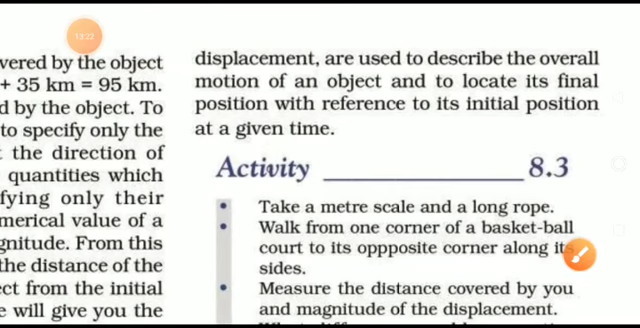 13:22
vered by the object
+ 35 km = 95 km.
d by the object. To
to specify only the
the direction of
quantities which
fying only their
merical value of a
gnitude. From this
the distance of the
ct from the initial
e will give you the
displacement, are used to describe the overall
motion of an object and to locate its final
position with reference to its initial position
at a given time.
Activity 8.3
• Take a metre scale and a long rope.
• Walk from one corner of a basket-ball
court to its oppposite corner along its
sides.
• Measure the distance covered by you
and magnitude of the displacement.